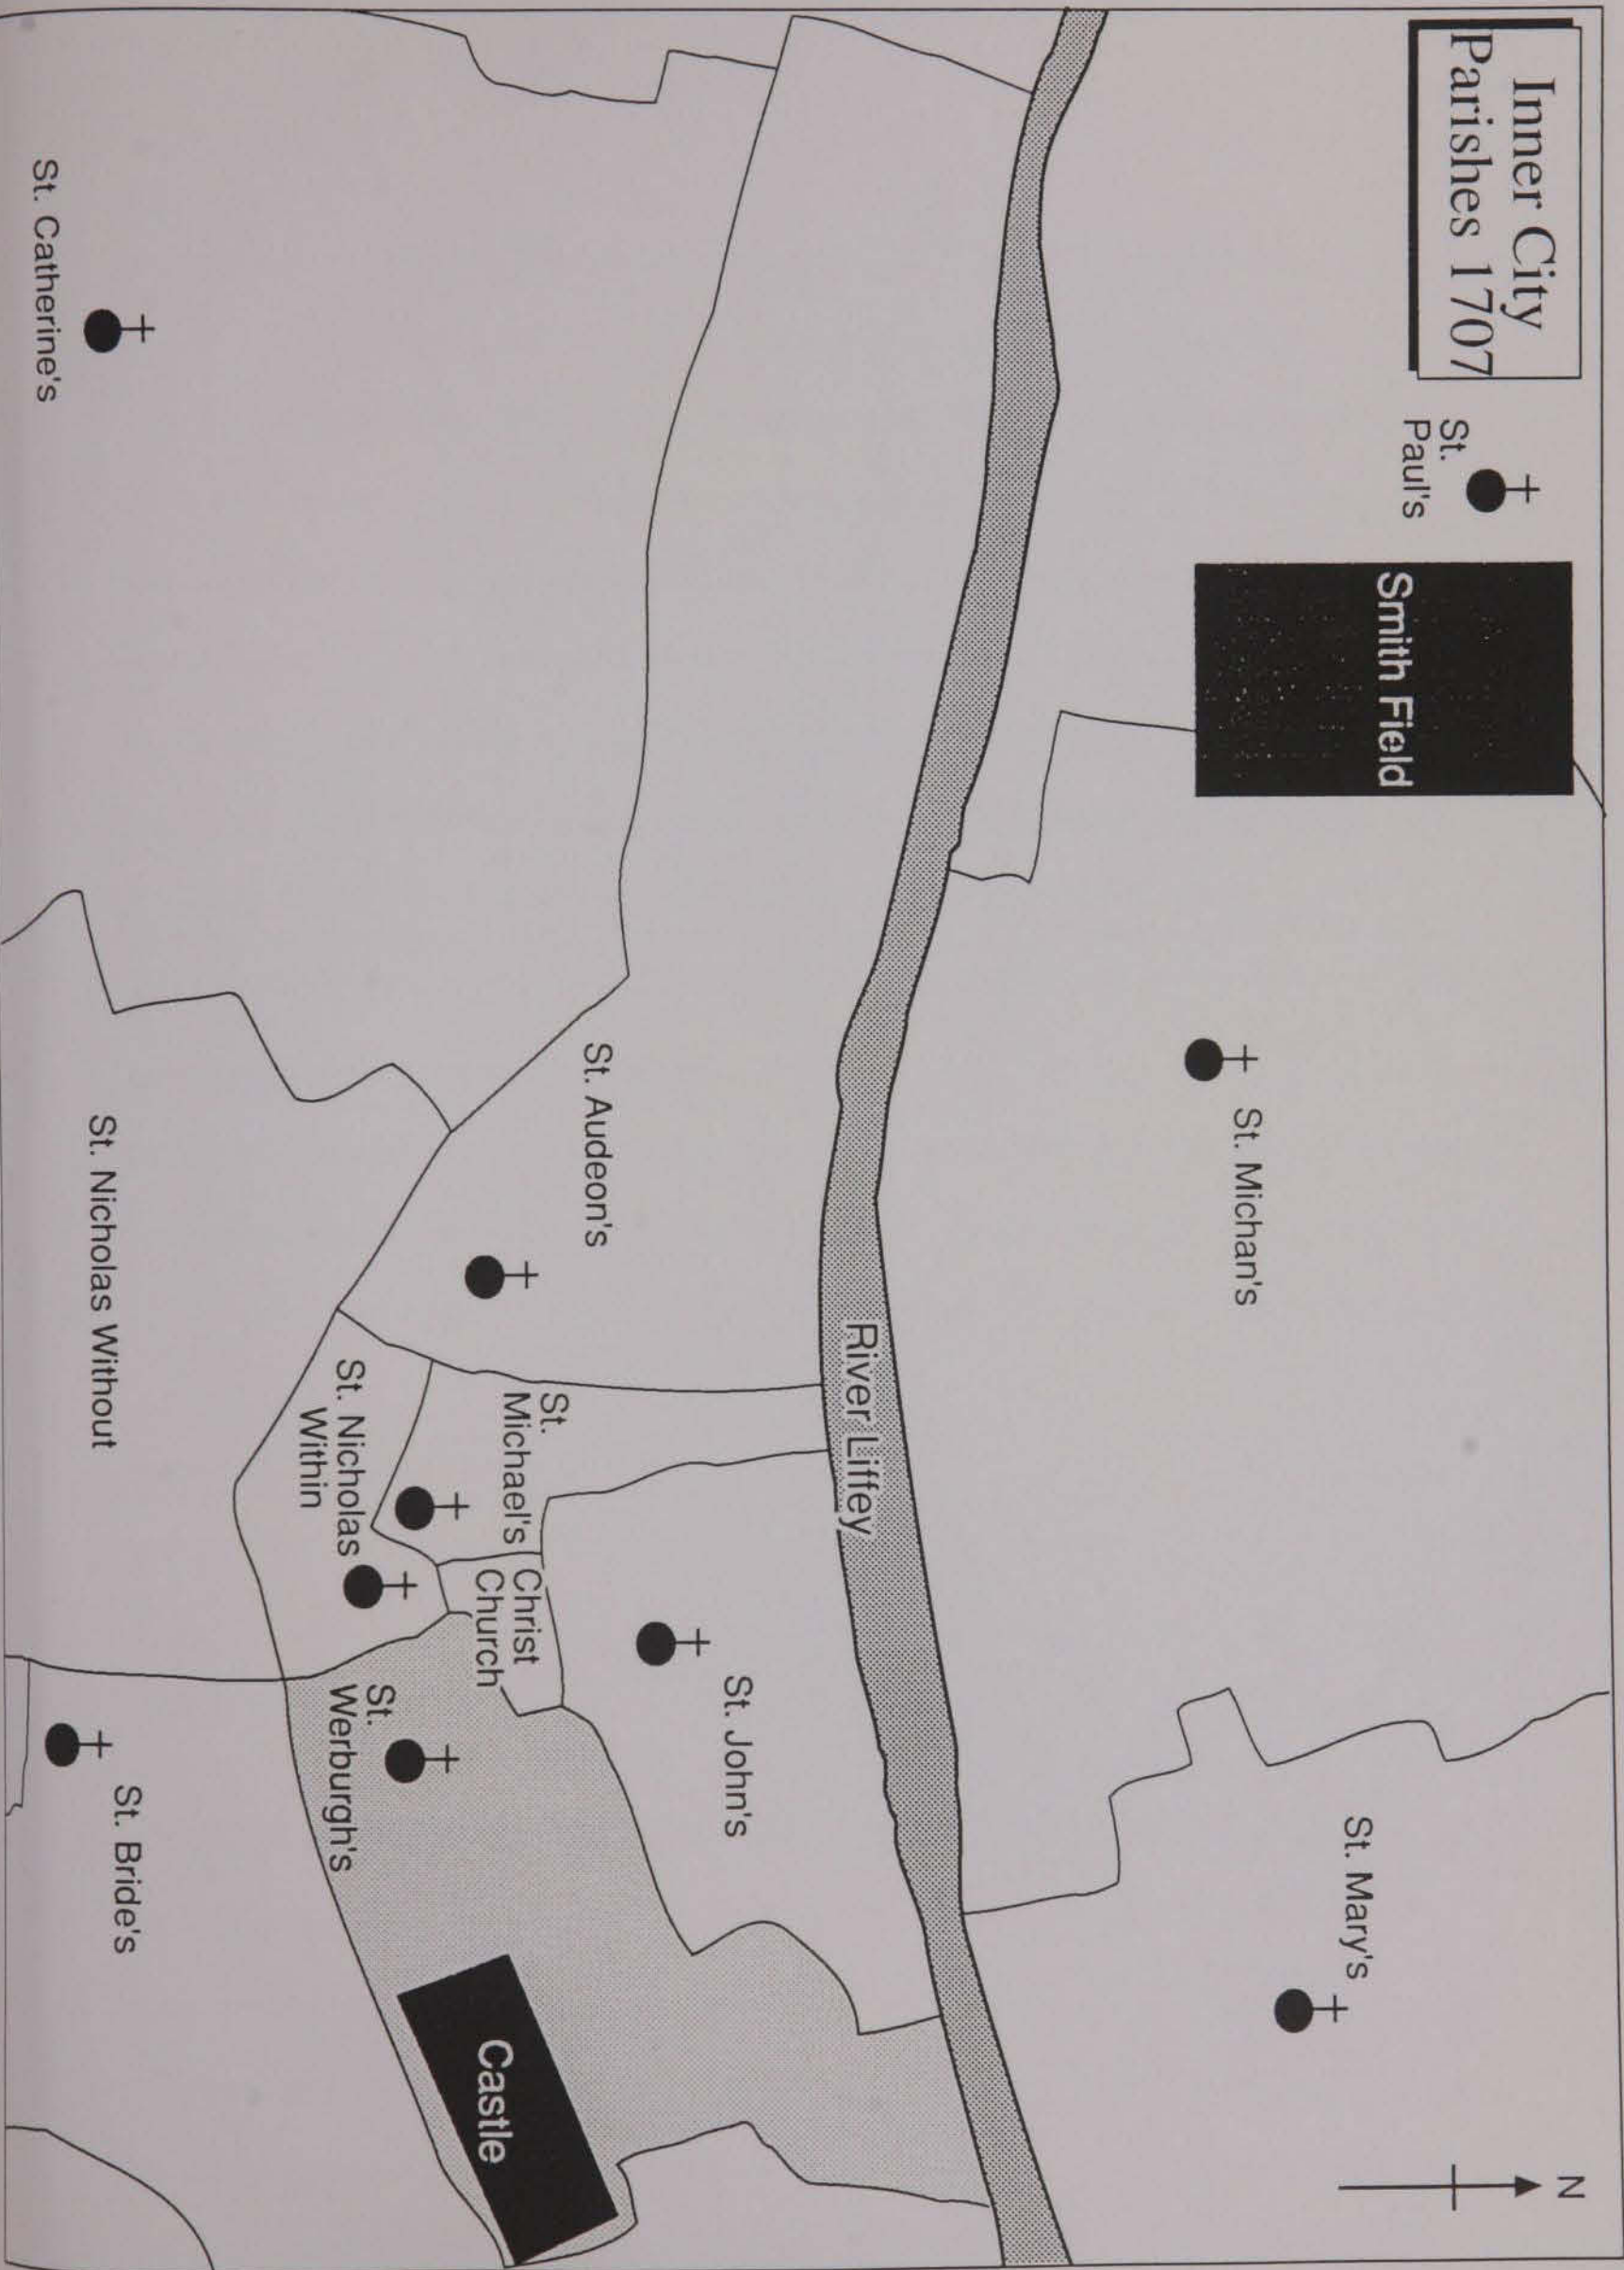 Inner City
Parishes 1707
St.
Paul's
Smith Field
N
St. Michan's
St. Mary's
River Liffey
St. Audeon's
St. John's
St.
Michael's
Christ
Church
St. Nicholas
Within
St.
Werburgh's
Castle
St. Catherine's
St. Nicholas Without
St. Bride's